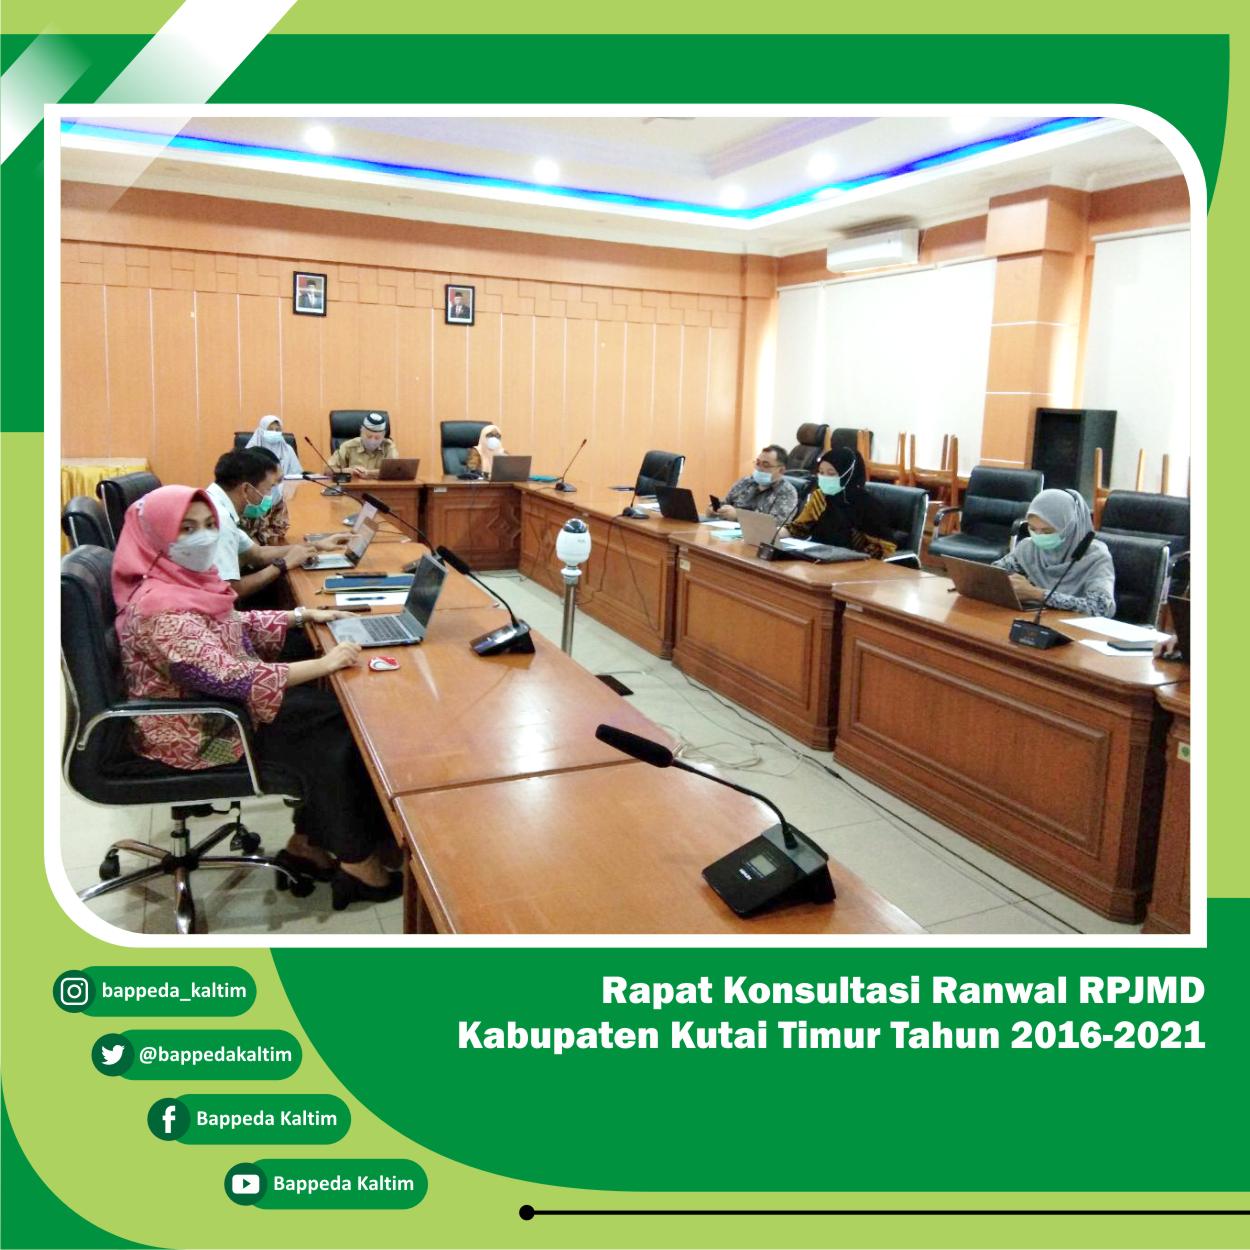 Rapat Konsultasi Ranwal RPJMD
Kabupaten Kutai Timur Tahun 2016-2021
bappeda_kaltim
@bappedakaltim
Bappeda Kaltim
Bappeda Kaltim